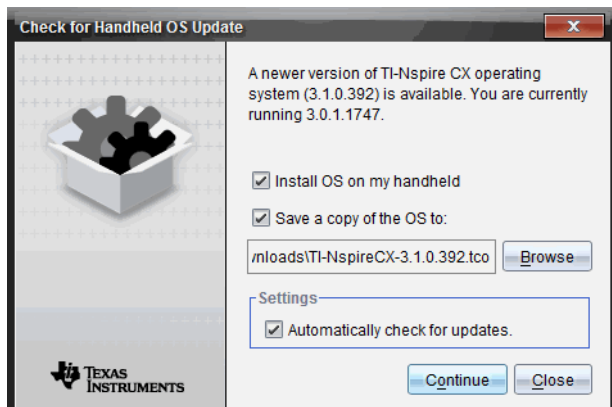 Check for Handheld OS Update
A newer version of TI-Nspire CX operating
system (3.1.0.392) is available. You are currently
running 3.0.1.1747.
Install OS on my handheld
Save a copy of the OS to:
nloads\TI-NspireCX-3.1.0.392.tco
Browse
Settings
Automatically check for updates.
TEXAS
INSTRUMENTS
Continue
Close